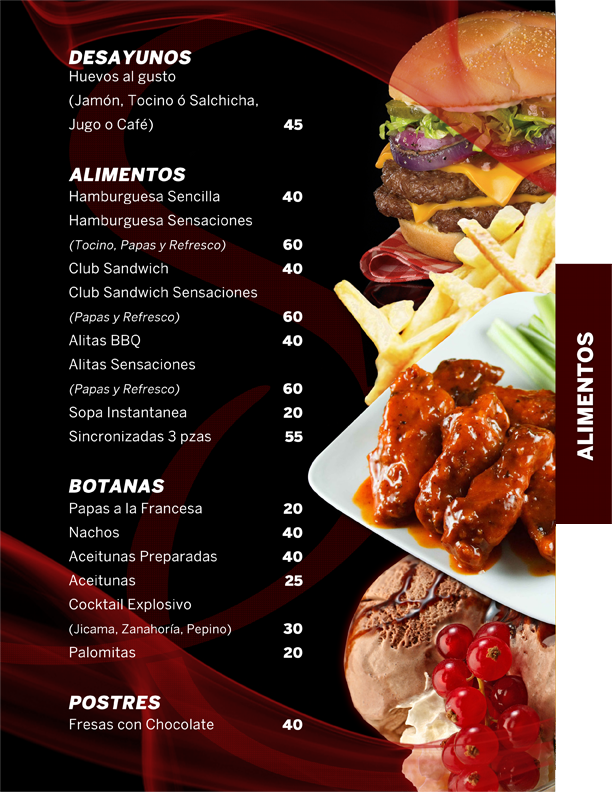 DESAYUNOS
Huevos al gusto
(Jamón, Tocino ó Salchicha,
Jugo o Café) 45
ALIMENTOS
Hamburguesa Sencilla 40
Hamburguesa Sensaciones
(Tocino, Papas y Refresco) 60
Club Sandwich 40
Club Sandwich Sensaciones
(Papas y Refresco) 60
Alitas BBQ 40
Alitas Sensaciones
(Papas y Refresco) 60
Sopa Instantanea 20
Sincronizadas 3 pzas 55
BOTANAS
Papas a la Francesa 20
Nachos 40
Aceitunas Preparadas 40
Aceitunas 25
Cocktail Explosivo
(Jicama, Zanahoría, Pepino) 30
Palomitas 20
POSTRES
Fresas con Chocolate 40
ALIMENTOS